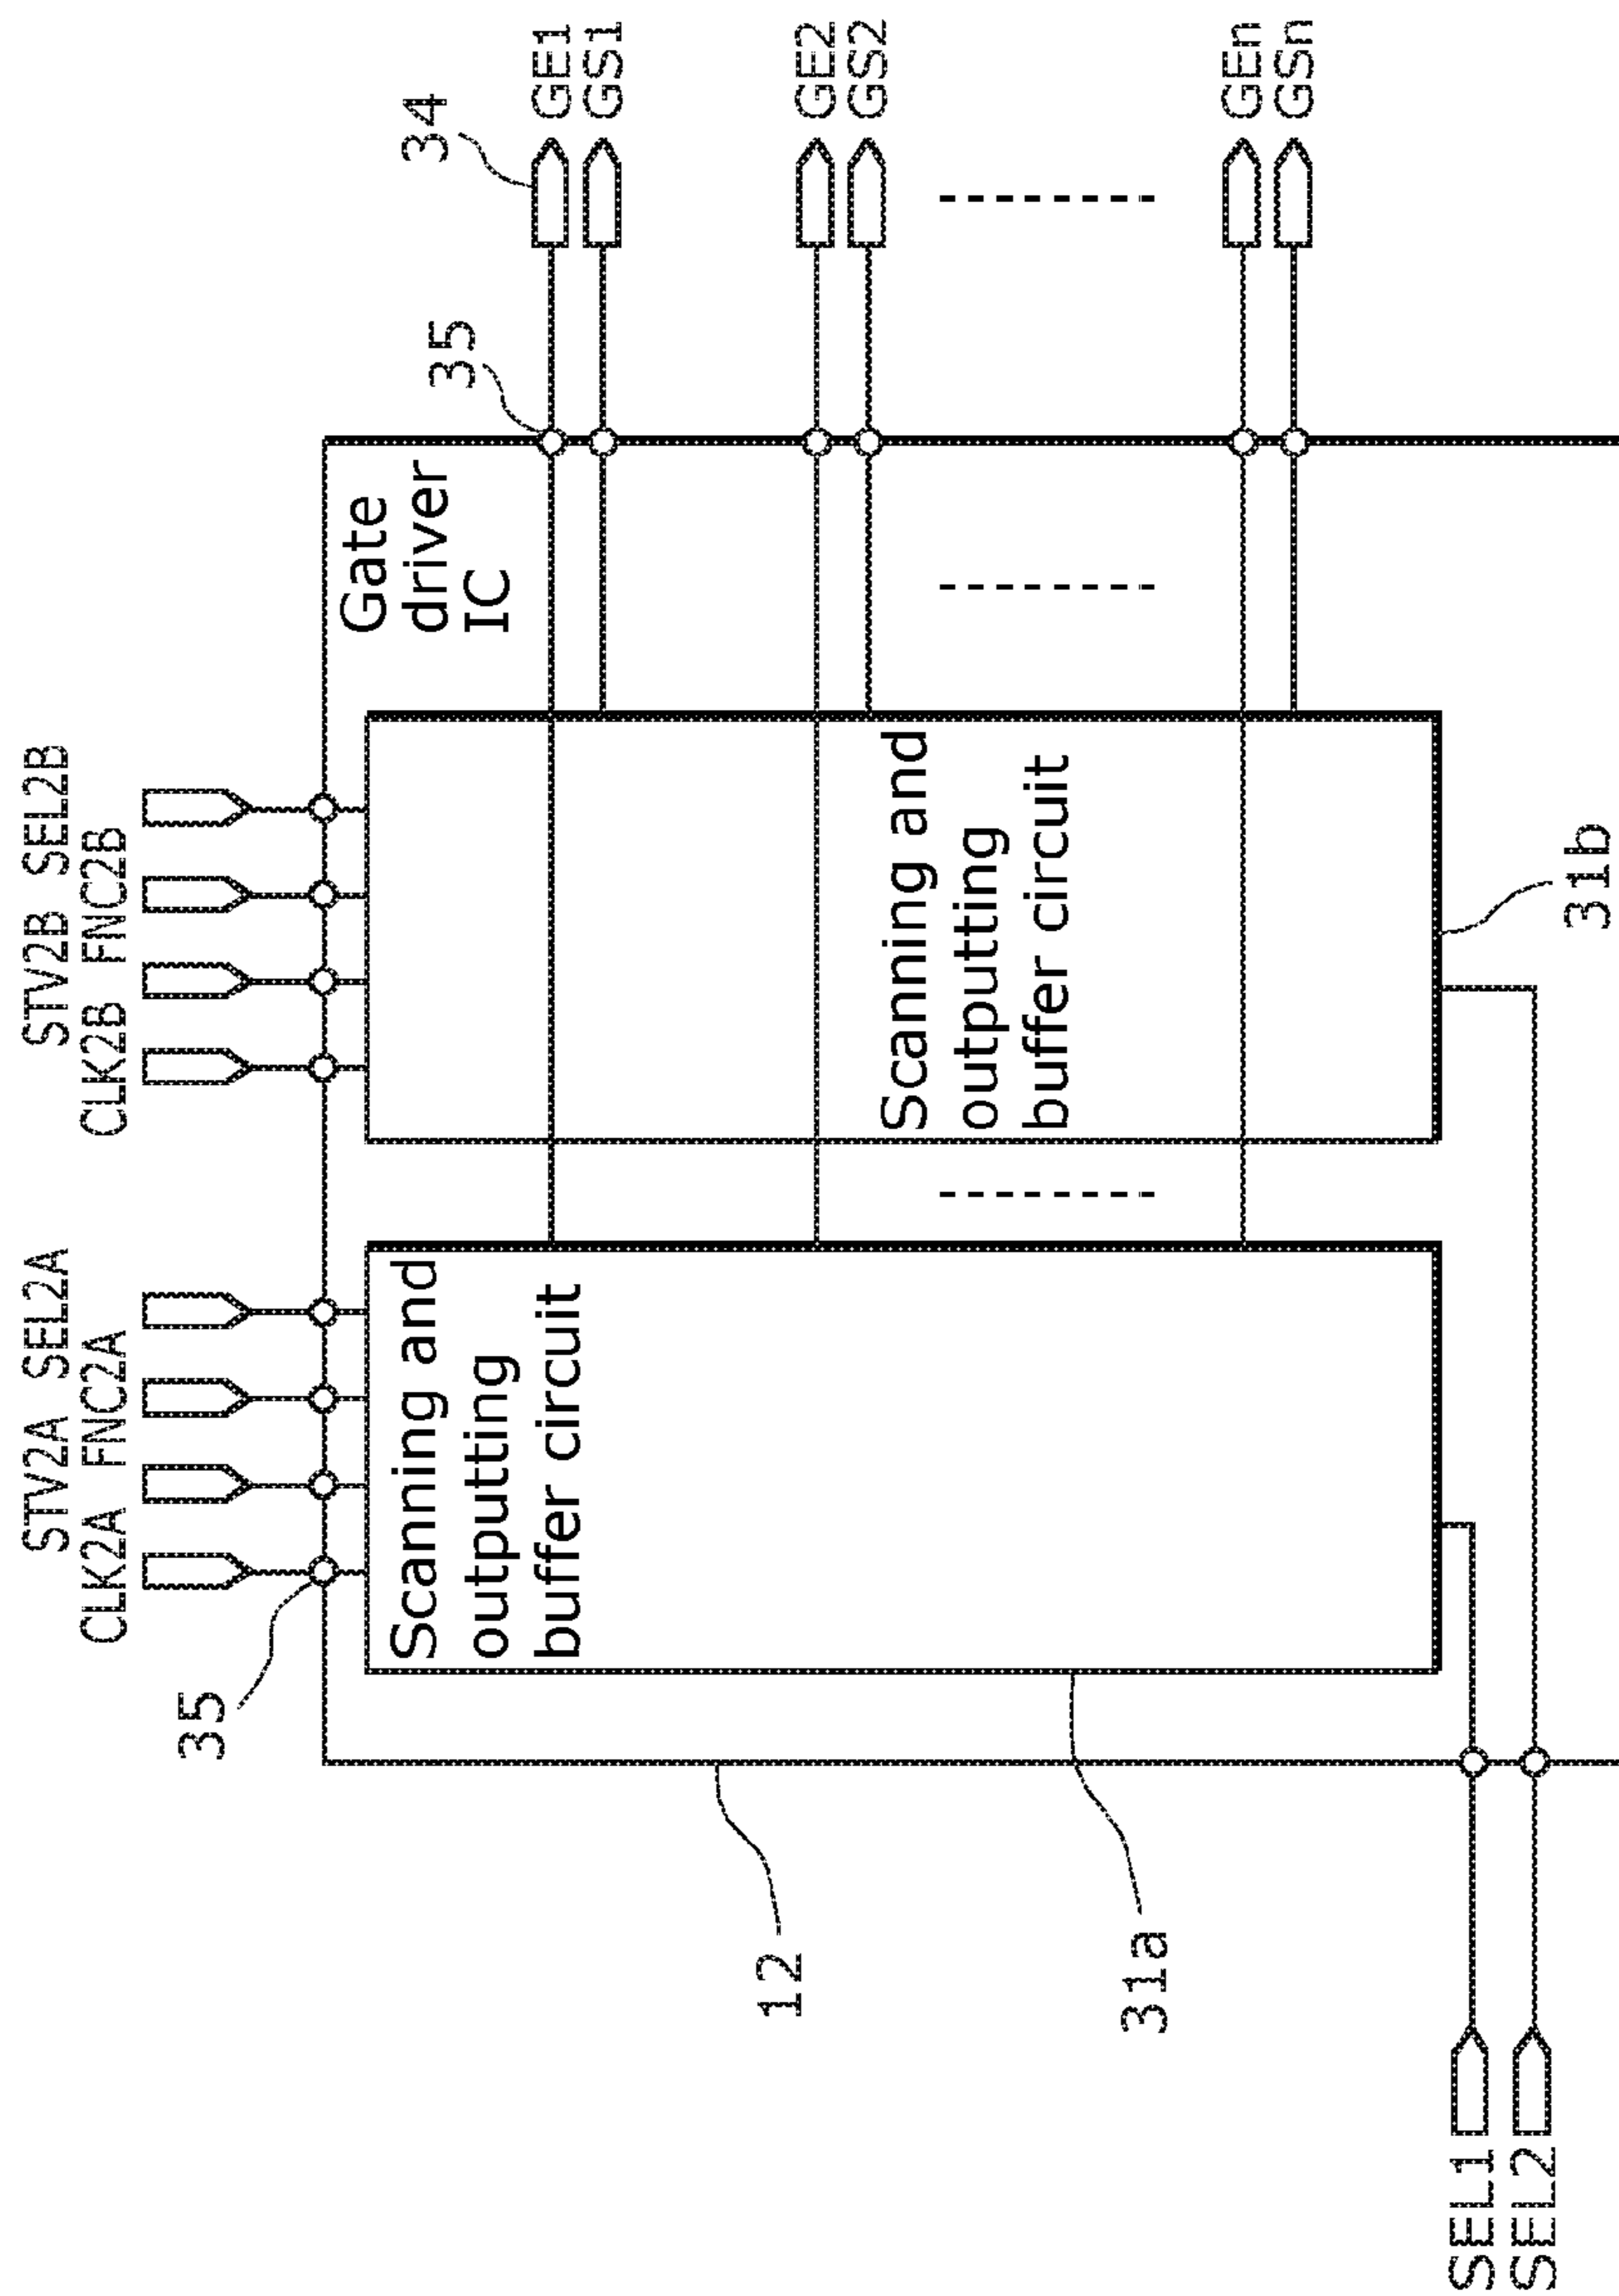 STV2A SEL2A
CLK2A FNC2A
STV2B SEL2B
CLK2B FNC2B
35
Gate
driver
IC
Scanning and
outputting
buffer circuit
34
35
GE1
GS1
12
GE2
GS2
Scanning and
outputting
buffer circuit
31a
GEn
GSn
SEL1
SEL2
31b